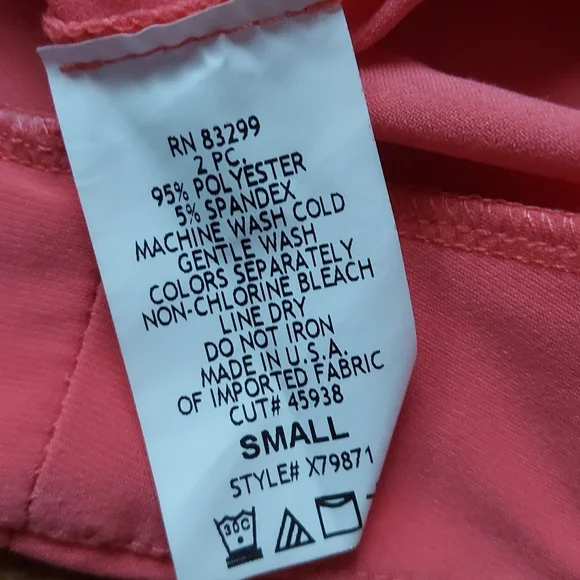 RN 83299
2 PC.
95% POLYESTER
5% SPANDEX
MACHINE WASH COLD
GENTLE WASH
COLORS SEPARATELY
NON-CHLORINE BLEACH
LINE DRY
DO NOT IRON
MADE IN U.S.A.
OF IMPORTED FABRIC
CUT# 45938
SMALL
STYLE# X79871
30C